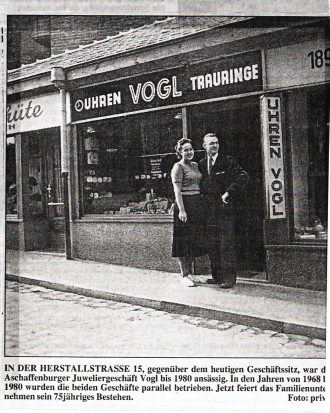 Hüte
UHREN VOGL TRAURINGE
189
UHREN VOGL
IN DER HERSTALLSTRASSE 15, gegenüber dem heutigen Geschäftssitz, war d
Aschaffenburger Juweliergeschäft Vogl bis 1980 ansässig. In den Jahren von 1968 b
1980 wurden die beiden Geschäfte parallel betrieben. Jetzt feiert das Familienunte
nehmen sein 75jähriges Bestehen. Foto: priv